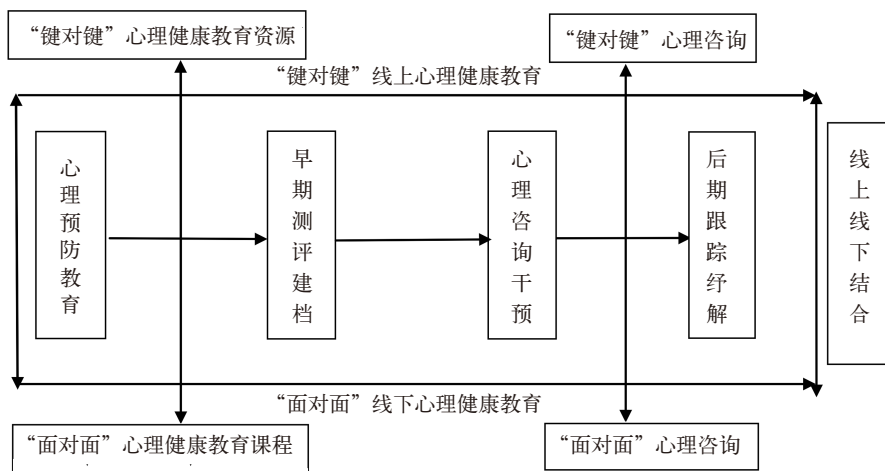 “键对键”心理健康教育资源
“键对键”心理咨询
“键对键”线上心理健康教育
心理预防教育
早期测评建档
心理咨询干预
后期跟踪纾解
线上线下结合
“面对面”线下心理健康教育
“面对面”心理健康教育课程
“面对面”心理咨询